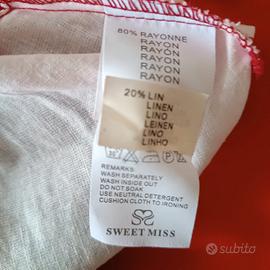 80% RAYONNE
RAYON
RAYON
RAYON
RAYON
RAYON
20% LIN
LINEN
LINO
LEINEN
LINO
LINHO
REMARKS:
WASH SEPARATELY
WASH INSIDE OUT
DO NOT SOAK
USE NEUTRAL DETERGENT
CUSHION CLOTH TO IRONING
SWEET MISS
subito